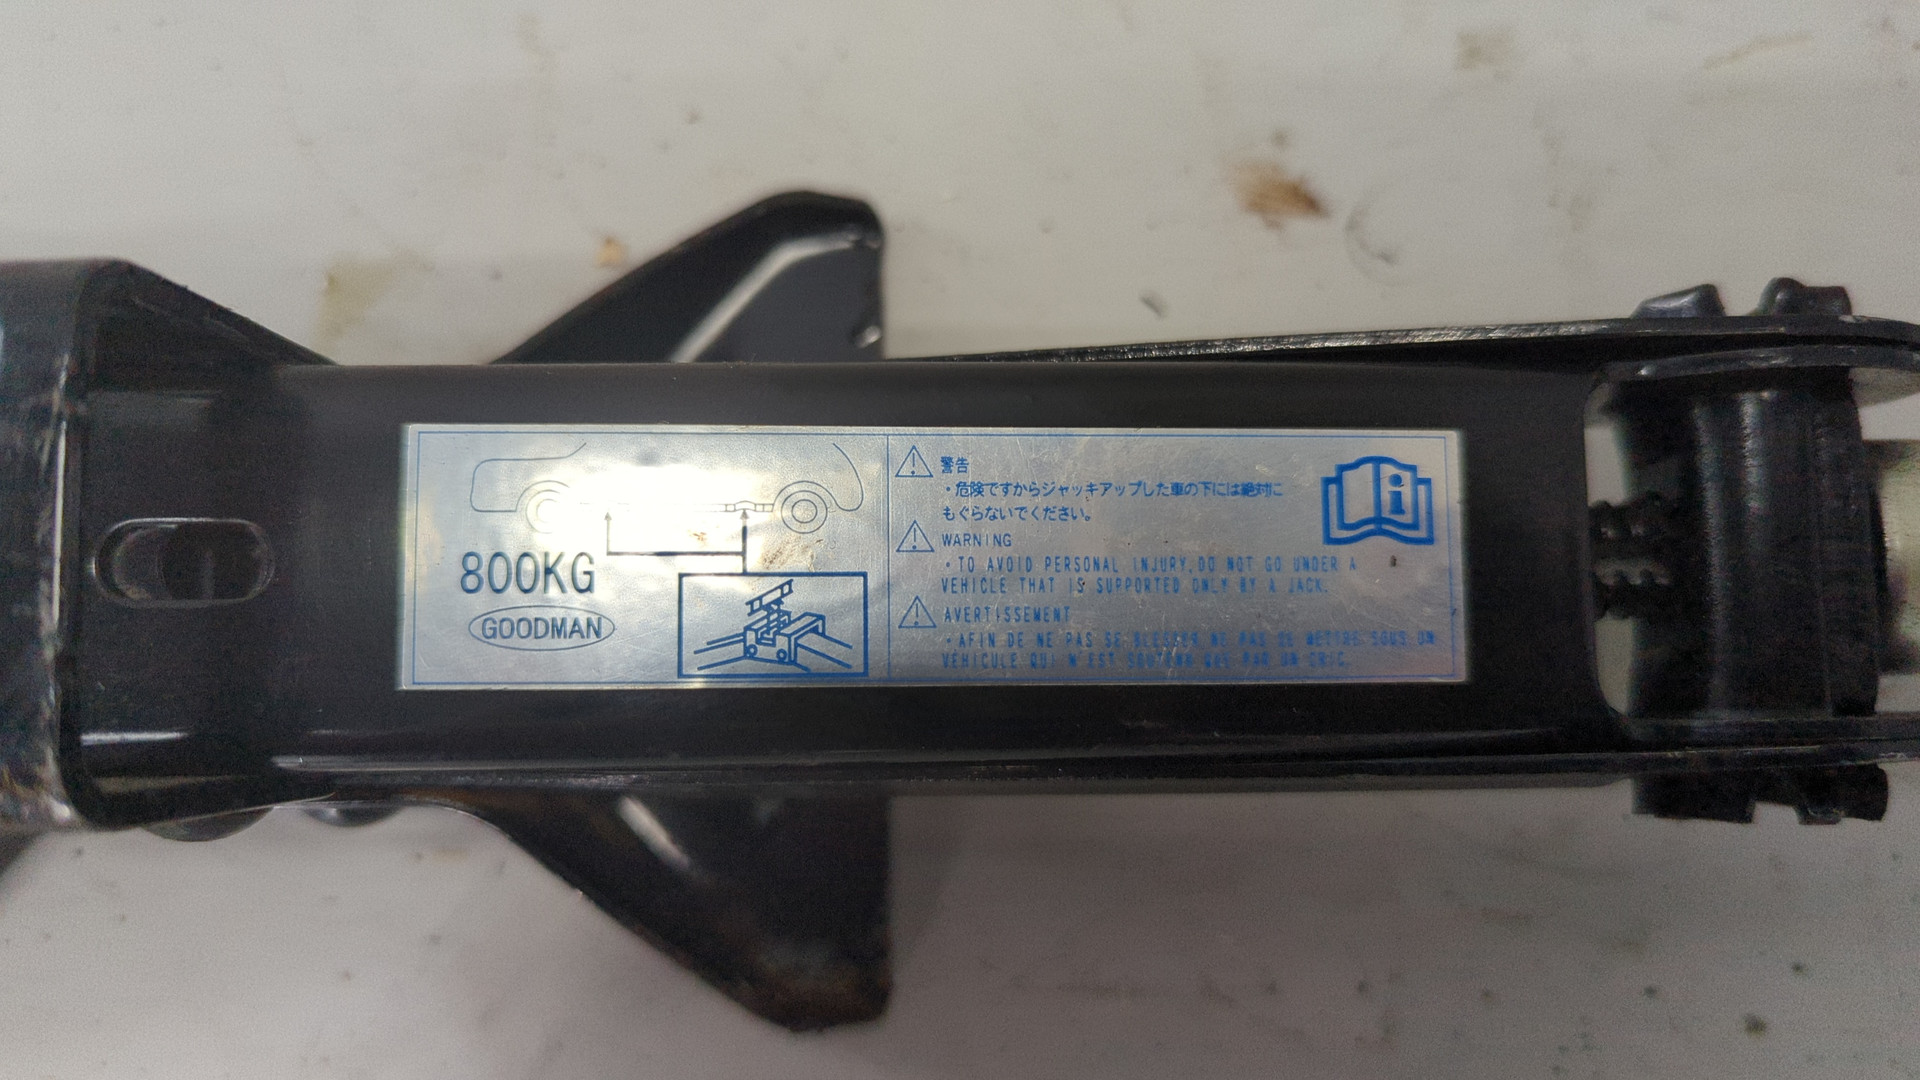 800KG
GOODMAN
警告
・危険ですからジャッキアップした車の下には絶対に
もぐらないでください。
WARNING
・TO AVOID PERSONAL INJURY,DO NOT GO UNDER A
VEHICLE THAT IS SUPPORTED ONLY BY A JACK.
AVERTISSEMENT
・AFIN DE NE PAS SE BLESSER NE PAS SE METTRE SOUS UN
VEHICULE QUI N'EST SOUTENU QUE PAR UN CRIC.